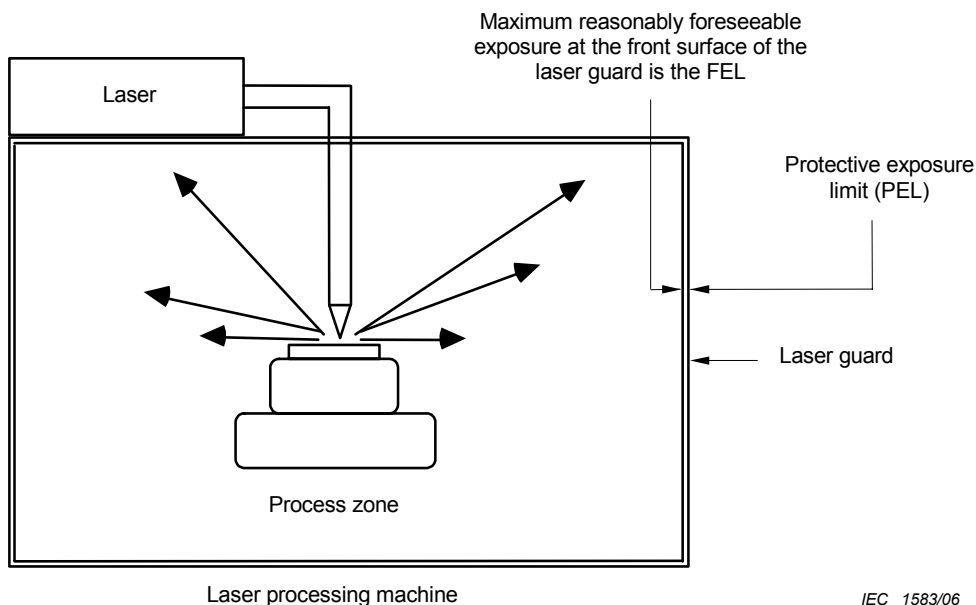 Maximum reasonably foreseeable
exposure at the front surface of the
laser guard is the FEL
Laser
Protective exposure
limit (PEL)
Laser guard
Process zone
Laser processing machine
IEC 1583/06